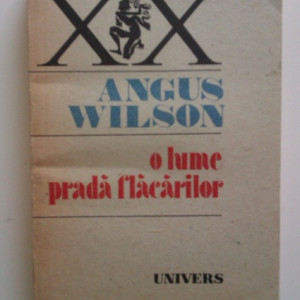 XX
ANGUS
WILSON
o lume
pradă flăcărilor
UNIVERS